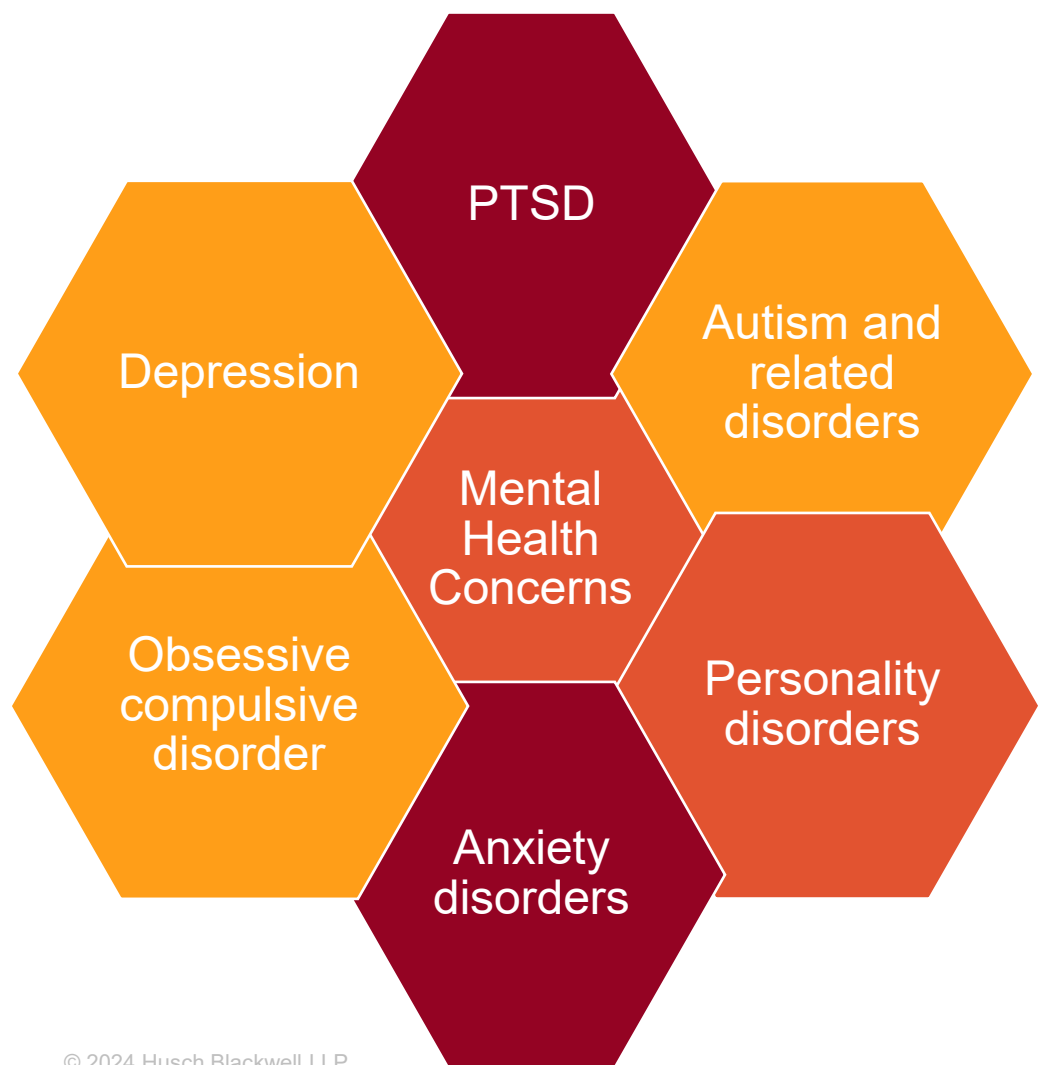 PTSD
Autism and
related
disorders
Depression
Mental
Health
Concerns
Obsessive
compulsive
disorder
Personality
disorders
Anxiety
disorders
© 2024 Husch Blackwell LLP